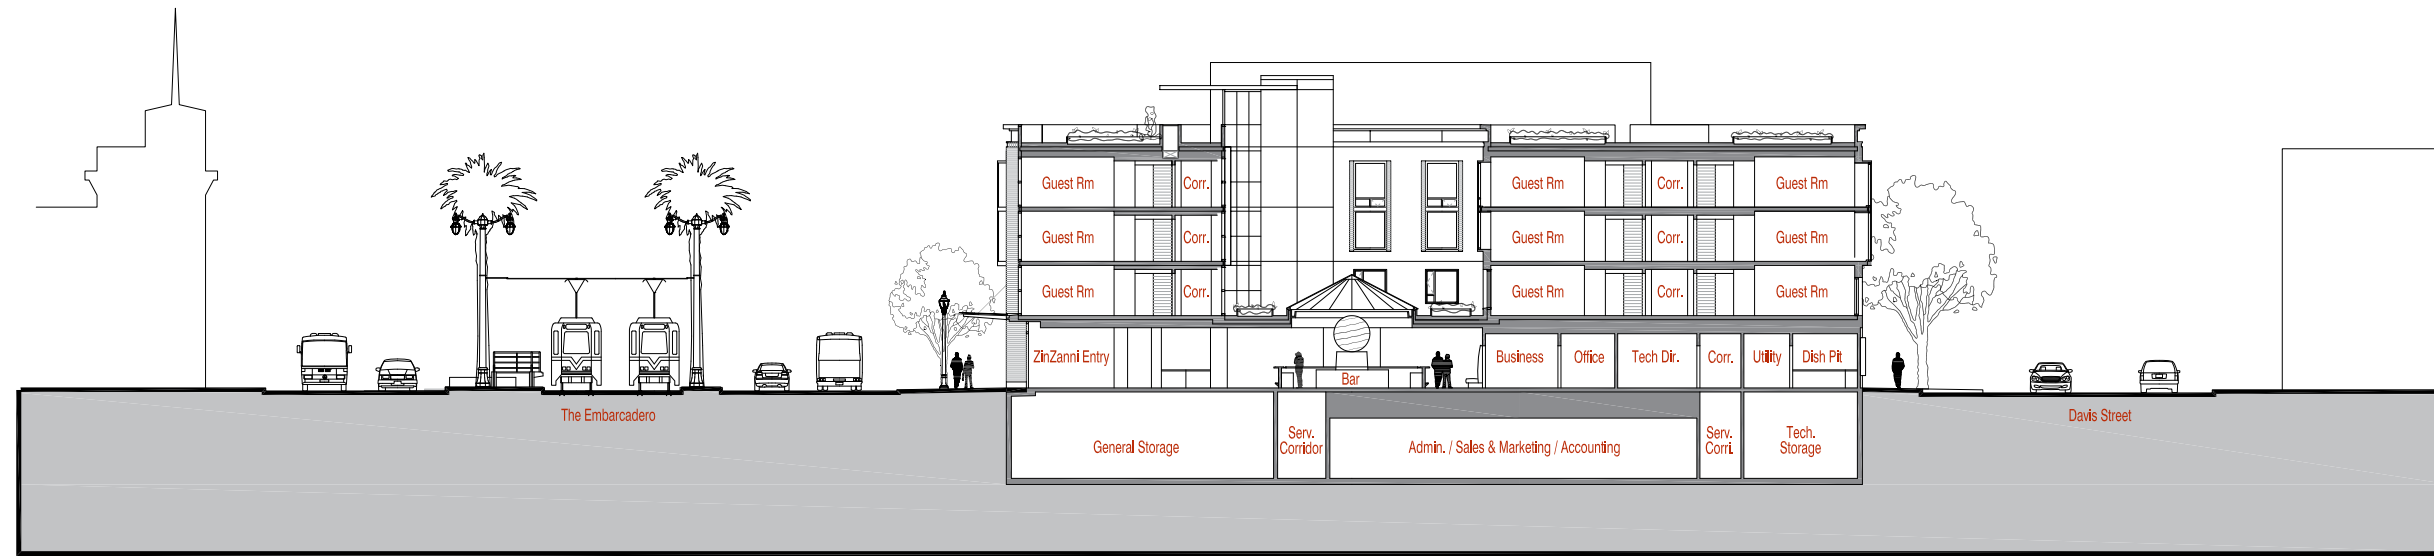 Guest Rm Corr. Guest Rm Corr. Guest Rm
Guest Rm Corr. Guest Rm Corr. Guest Rm
Guest Rm Corr. Guest Rm Corr. Guest Rm
ZinZanni Entry
Bar
Business Office Tech Dir. Corr. Utility Dish Pit
The Embarcadero
General Storage
Serv.
Corridor
Admin. / Sales & Marketing / Accounting
Serv.
Corri.
Tech.
Storage
Davis Street